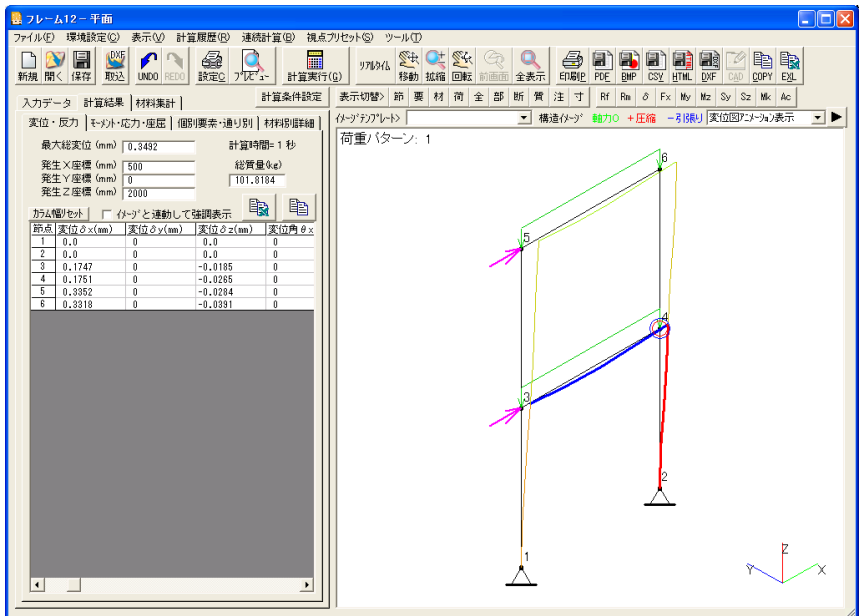 フレーム12－平面
ファイル(F) 環境設定(C) 表示(V) 計算履歴(R) 連続計算(B) 視点プリセット(S) ツール(T)
新規 開く 保存 取込 UNDO REDO 設定C プレビュー 計算実行(G) リアルタイム 移動 拡縮 回転 前画面 全表示 印刷P PDF BMP CSV HTML DXF CAD COPY EXL
入力データ 計算結果 材料集計 計算条件設定
表示切替> 節 要 材 荷 全 部 断 質 注 寸 Rf Rm δ Fx My Mz Sy Sz Mk Ac
変位・反力 モーメント・応力・座屈 個別要素・通り別 材料別詳細
イメージテンプレート> 構造イメージ 軸力○ +圧縮 -引張り 変位図アニメーション表示
最大総変位 (mm) 0.3492 計算時間= 1 秒
発生X座標 (mm) 500 総質量(kg)
発生Y座標 (mm) 0 101.8184
発生Z座標 (mm) 2000
カラム幅リセット イメージと連動して強調表示
節点 変位δx(mm) 変位δy(mm) 変位δz(mm) 変位角θx
1 0.0 0 0.0 0
2 0.0 0 0.0 0
3 0.1747 0 -0.0185 0
4 0.1751 0 -0.0265 0
5 0.3352 0 -0.0284 0
6 0.3318 0 -0.0391 0
荷重パターン: 1
6
5
4
3
2
1
Z
Y X